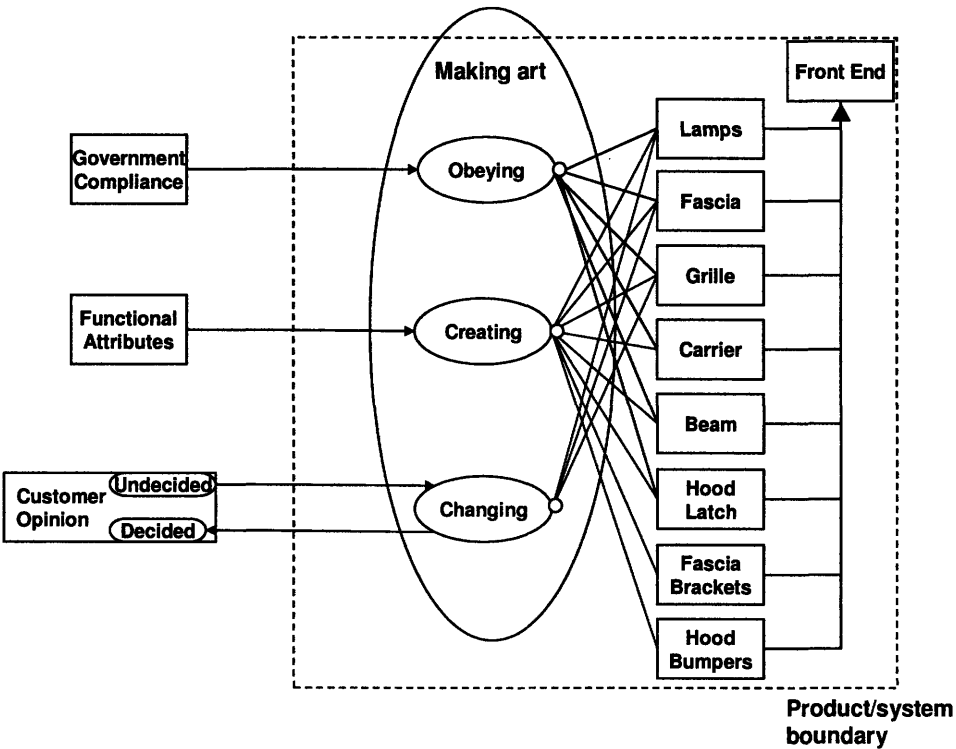 Front End
Making art
Lamps
Government
Compliance
Obeying
Fascia
Grille
Functional
Attributes
Creating
Carrier
Beam
Customer
Opinion
Undecided
Decided
Changing
Hood
Latch
Fascia
Brackets
Hood
Bumpers
Product/system
boundary